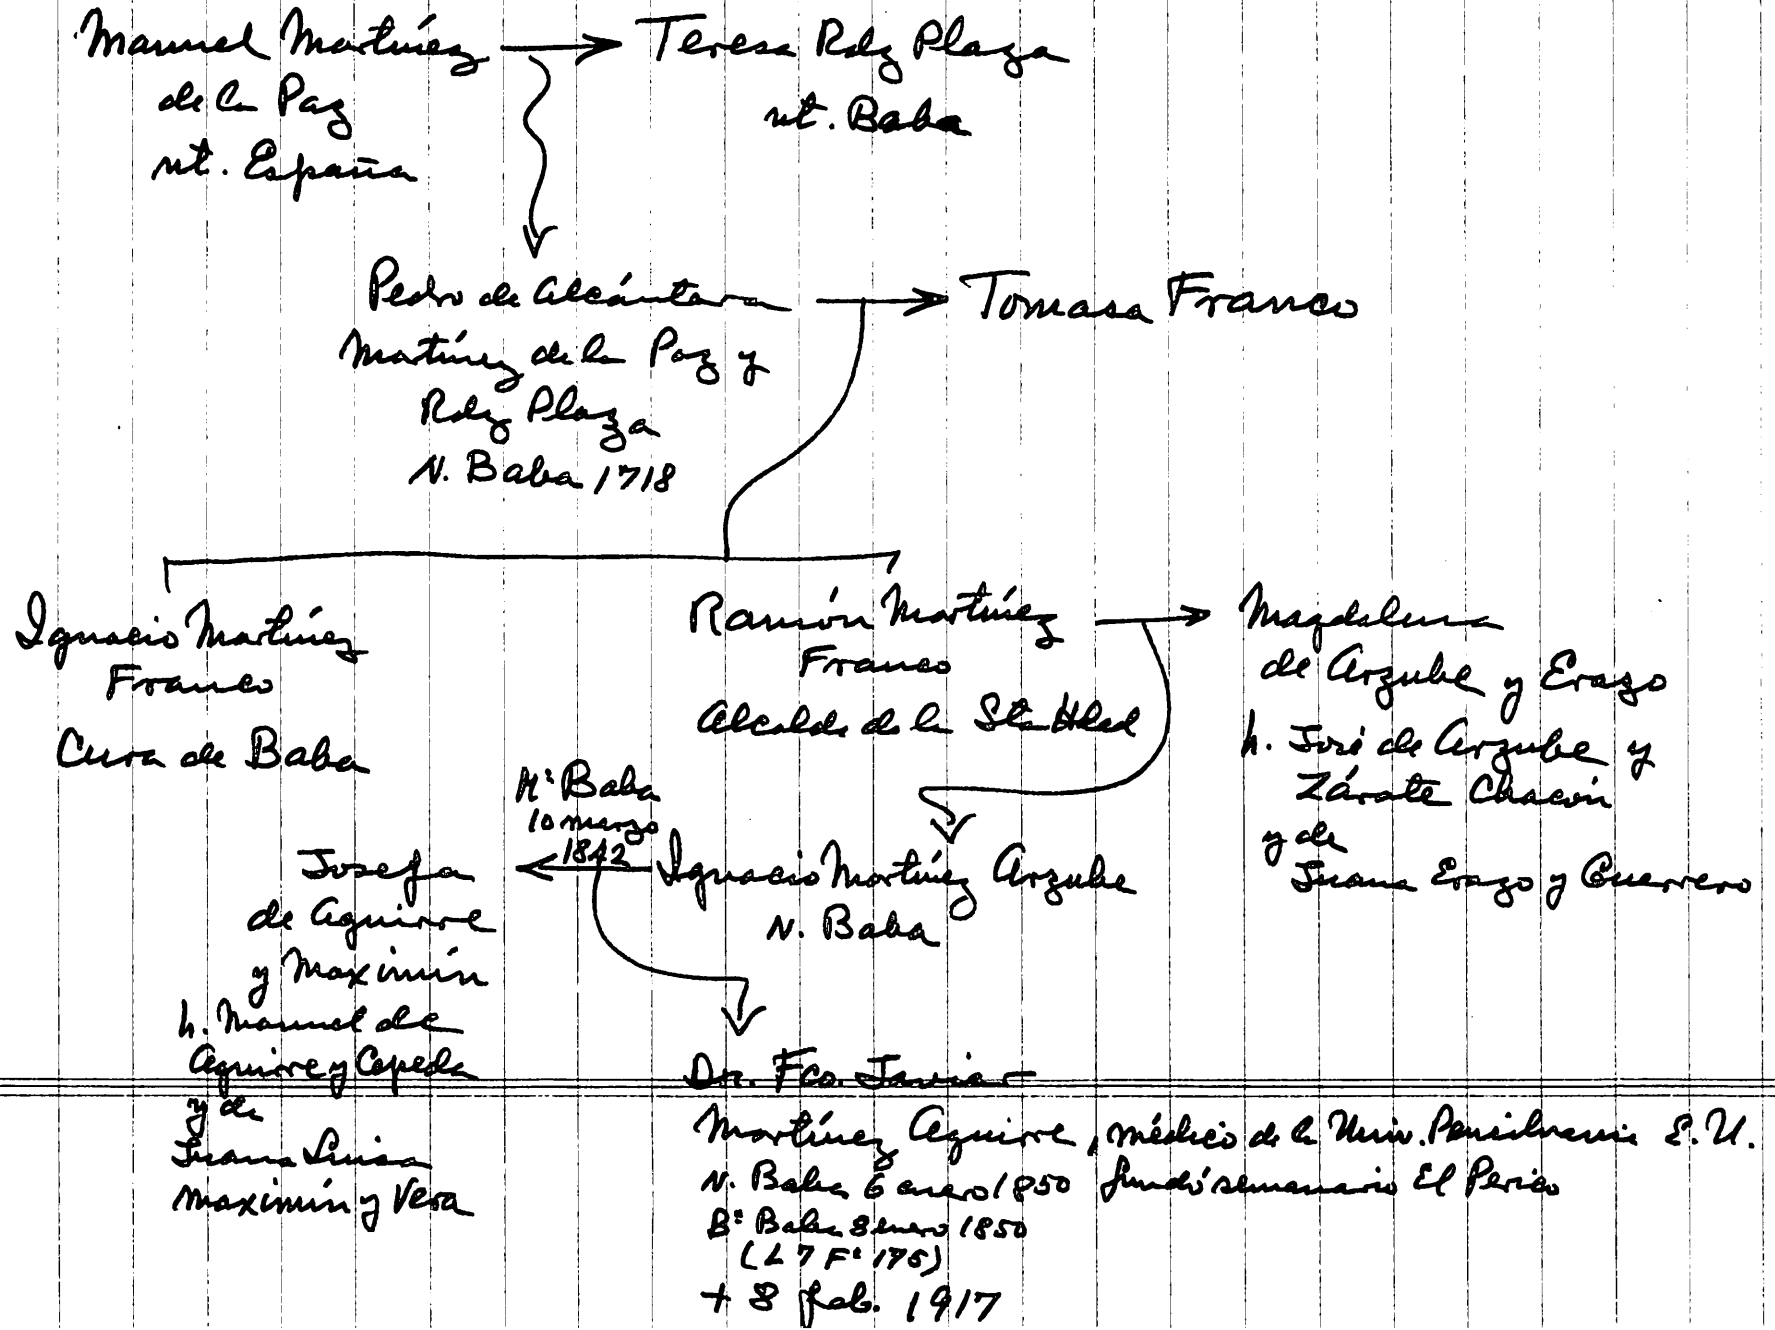 Manuel Martínez
de la Paz
nt. España
Teresa Rdz Plaza
nt. Baba
Pedro de Alcántara
Martínez de la Paz y
Rdz Plaza
N. Baba 1718
Tomasa Franco
Ignacio Martínez
Franco
Cura de Baba
Ramón Martínez
Franco
Alcalde de la Sta Hdad
Magdalena
de Arzube y Erazo
h. José de Arzube y
Zárate Chacón
y de
Juana Erazo y Guerrero
Mº Baba
10 marzo
1842
Josefa
de Aguirre
y Maximín
h. Manuel de
Aguirre y Cepeda
y de
Juana Luisa
Maximín y Vera
Ignacio Martínez Arzube
N. Baba
Dr. Fco. Javier
Martínez Aguirre, médico de la Univ. Pensilvania E.U.
N. Baba 6 enero 1850 fundó semanario El Perico
Bº Baba 8 enero 1850
(L 7 Fº 175)
+ 8 feb. 1917